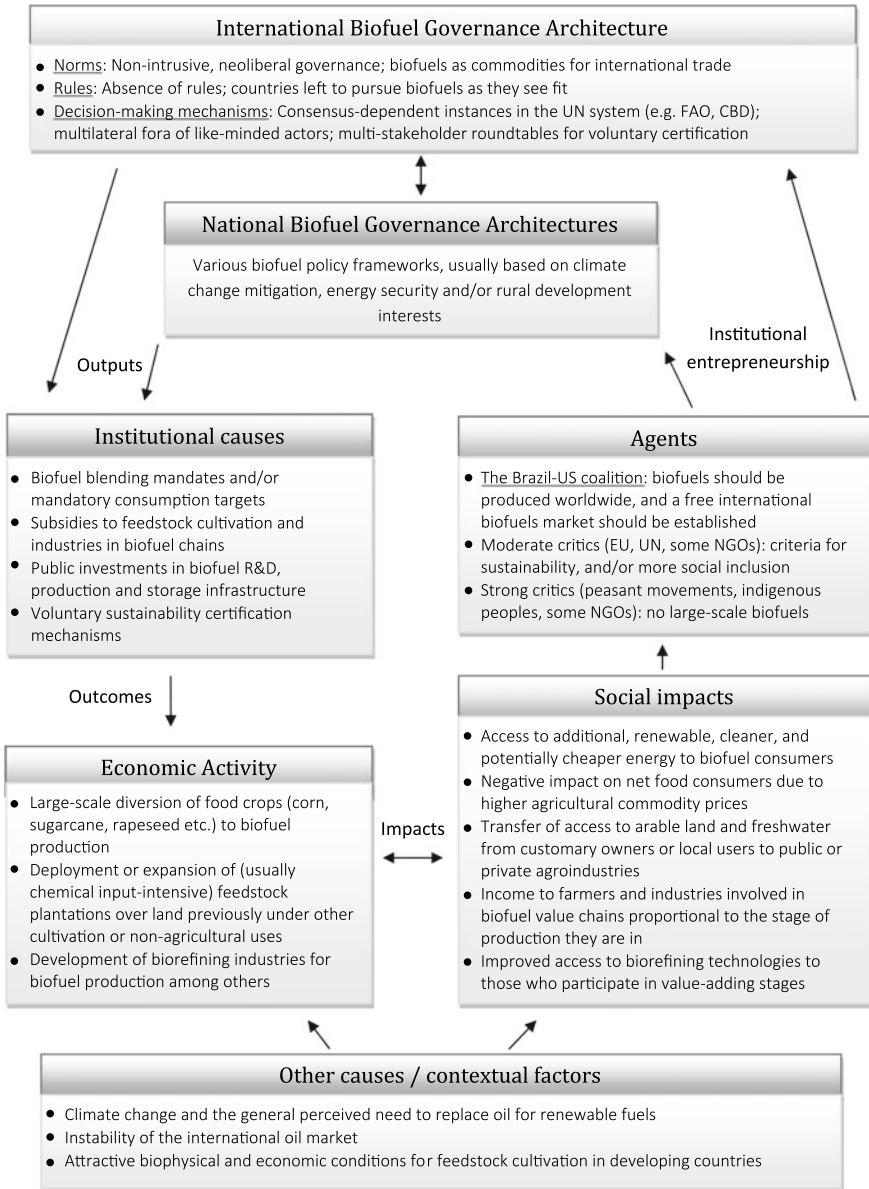 International Biofuel Governance Architecture
● Norms: Non-intrusive, neoliberal governance; biofuels as commodities for international trade
● Rules: Absence of rules; countries left to pursue biofuels as they see fit
● Decision-making mechanisms: Consensus-dependent instances in the UN system (e.g. FAO, CBD);
multilateral fora of like-minded actors; multi-stakeholder roundtables for voluntary certification
National Biofuel Governance Architectures
Various biofuel policy frameworks, usually based on climate
change mitigation, energy security and/or rural development
interests
Outputs
Institutional
entrepreneurship
Institutional causes
● Biofuel blending mandates and/or
mandatory consumption targets
● Subsidies to feedstock cultivation and
industries in biofuel chains
● Public investments in biofuel R&D,
production and storage infrastructure
● Voluntary sustainability certification
mechanisms
Agents
● The Brazil-US coalition: biofuels should be
produced worldwide, and a free international
biofuels market should be established
● Moderate critics (EU, UN, some NGOs): criteria for
sustainability, and/or more social inclusion
● Strong critics (peasant movements, indigenous
peoples, some NGOs): no large-scale biofuels
Outcomes
Economic Activity
● Large-scale diversion of food crops (corn,
sugarcane, rapeseed etc.) to biofuel
production
● Deployment or expansion of (usually
chemical input-intensive) feedstock
plantations over land previously under other
cultivation or non-agricultural uses
● Development of biorefining industries for
biofuel production among others
Impacts
Social impacts
● Access to additional, renewable, cleaner, and
potentially cheaper energy to biofuel consumers
● Negative impact on net food consumers due to
higher agricultural commodity prices
● Transfer of access to arable land and freshwater
from customary owners or local users to public or
private agroindustries
● Income to farmers and industries involved in
biofuel value chains proportional to the stage of
production they are in
● Improved access to biorefining technologies to
those who participate in value-adding stages
Other causes / contextual factors
● Climate change and the general perceived need to replace oil for renewable fuels
● Instability of the international oil market
● Attractive biophysical and economic conditions for feedstock cultivation in developing countries